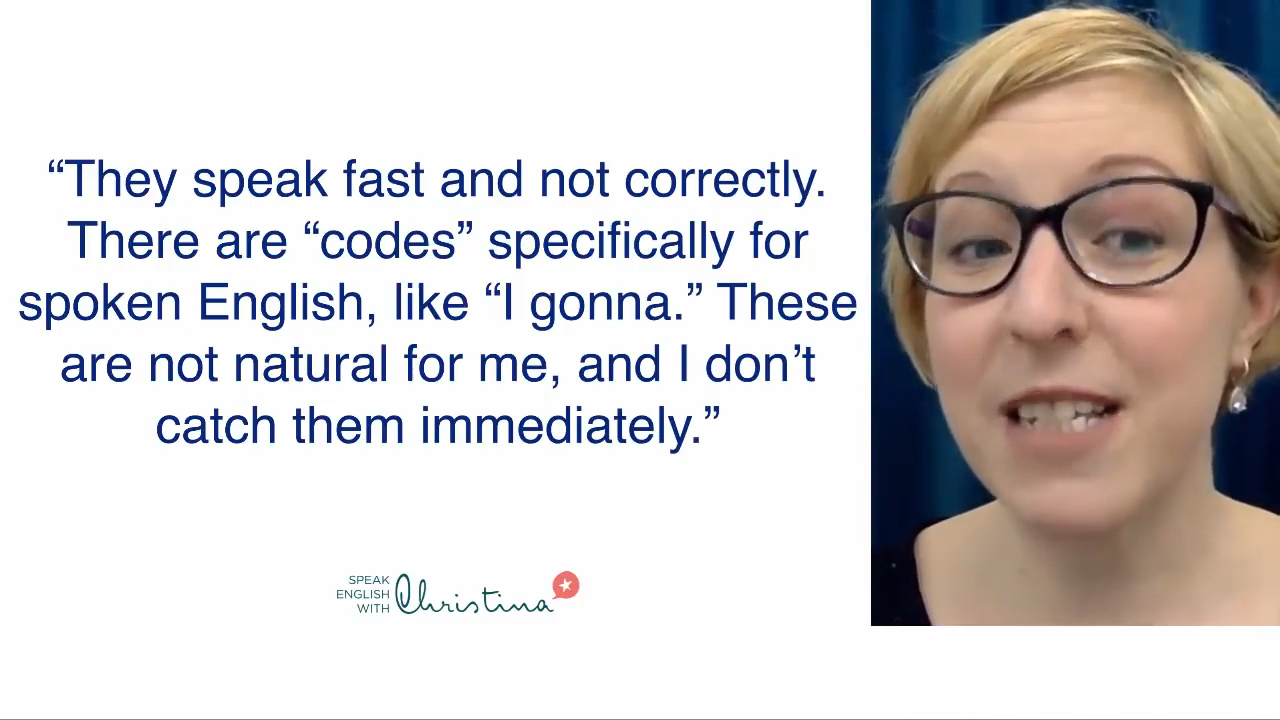 “They speak fast and not correctly.
There are “codes” specifically for
spoken English, like “I gonna.” These
are not natural for me, and I don’t
catch them immediately.”
SPEAK
ENGLISH
WITH
Christina